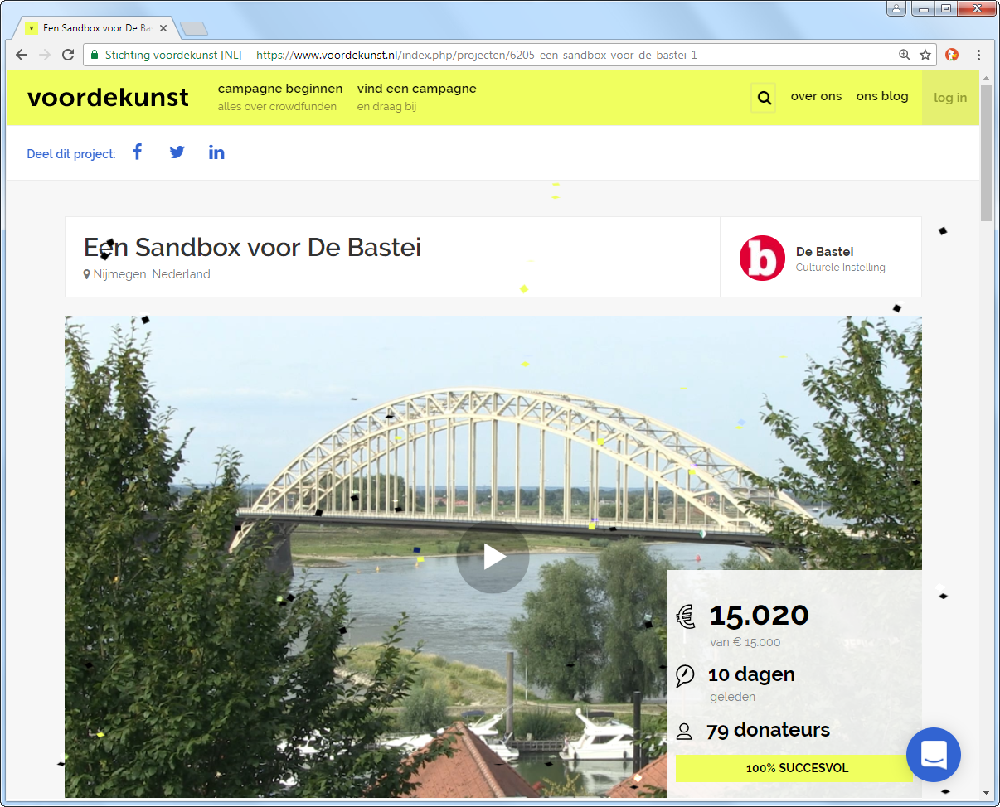 Een Sandbox voor De Ba
Stichting voordekunst [NL] https://www.voordekunst.nl/index.php/projecten/6205-een-sandbox-voor-de-bastei-1
voordekunst
campagne beginnen
alles over crowdfunden
vind een campagne
en draag bij
over ons
ons blog
log in
Deel dit project:
Een Sandbox voor De Bastei
Nijmegen, Nederland
b
De Bastei
Culturele Instelling
€ 15.020
van € 15.000
10 dagen
geleden
79 donateurs
100% SUCCESVOL